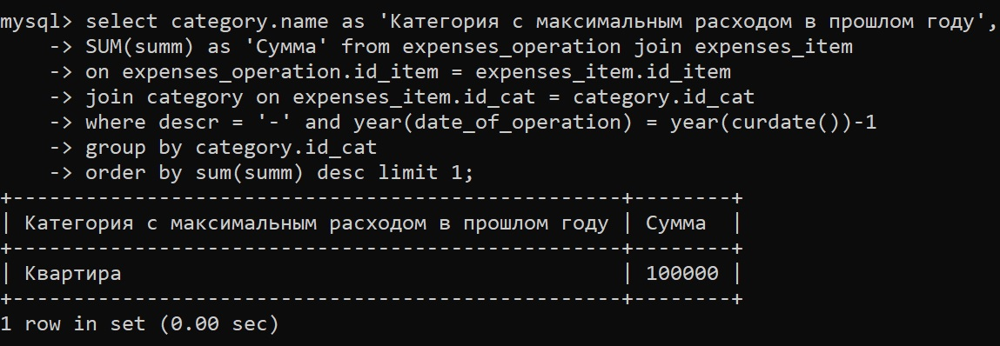 mysql> select category.name as 'Категория с максимальным расходом в прошлом году',
    -> SUM(summ) as 'Сумма' from expenses_operation join expenses_item
    -> on expenses_operation.id_item = expenses_item.id_item
    -> join category on expenses_item.id_cat = category.id_cat
    -> where descr = '-' and year(date_of_operation) = year(curdate())-1
    -> group by category.id_cat
    -> order by sum(summ) desc limit 1;
+--------------------------------------------------+--------+
| Категория с максимальным расходом в прошлом году | Сумма  |
+--------------------------------------------------+--------+
| Квартира                                         | 100000 |
+--------------------------------------------------+--------+
1 row in set (0.00 sec)